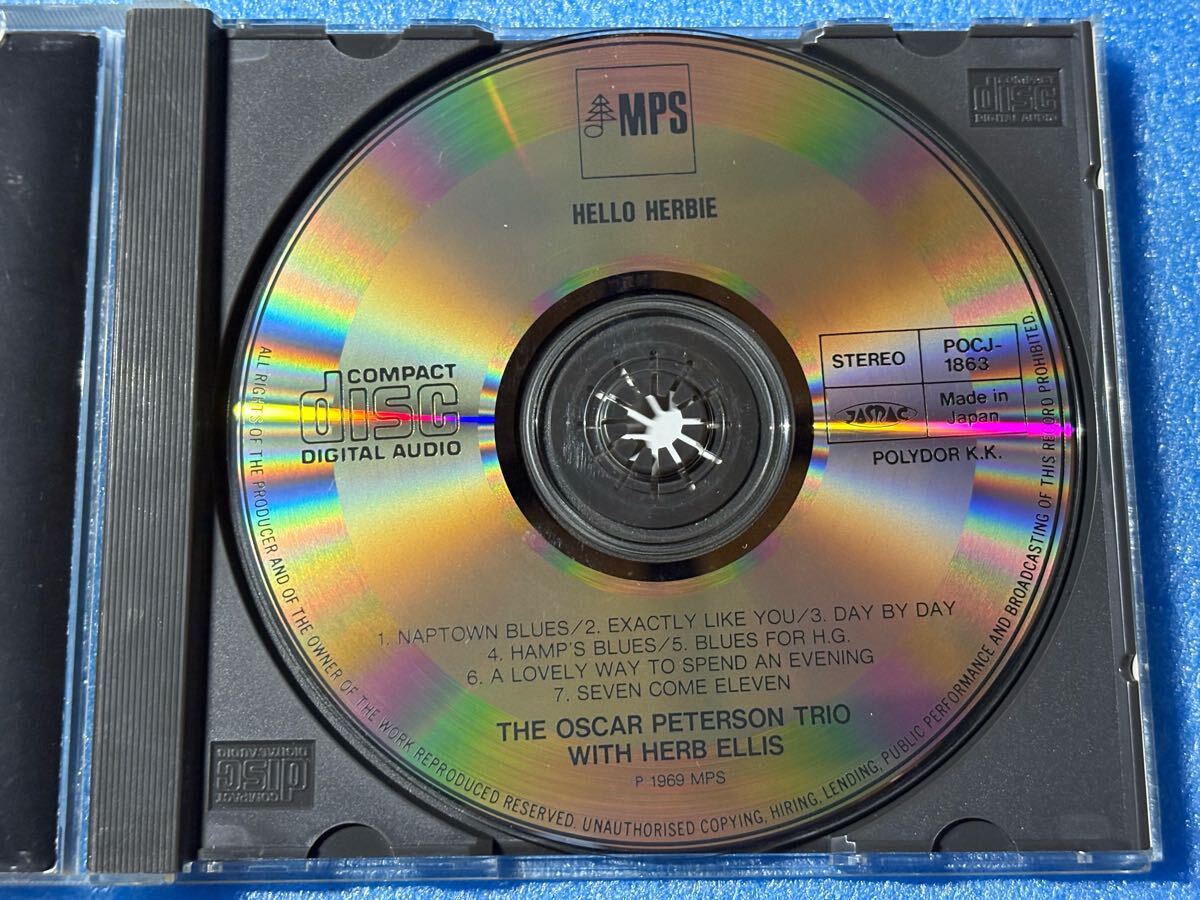 MPS
HELLO HERBIE
COMPACT
disc
DIGITAL AUDIO
STEREO
POCJ-
1863
JASRAC
Made in
Japan
POLYDOR K.K.
1. NAPTOWN BLUES/2. EXACTLY LIKE YOU/3. DAY BY DAY
4. HAMP'S BLUES/5. BLUES FOR H.G.
6. A LOVELY WAY TO SPEND AN EVENING
7. SEVEN COME ELEVEN
THE OSCAR PETERSON TRIO
WITH HERB ELLIS
P 1969 MPS
ALL RIGHTS OF THE PRODUCER AND OF THE OWNER OF THE WORK REPRODUCED RESERVED. UNAUTHORISED COPYING, HIRING, LENDING, PUBLIC PERFORMANCE AND BROADCASTING OF THIS RECORD PROHIBITED.
COMPACT
disc
DIGITAL AUDIO
COMPACT
disc
DIGITAL AUDIO